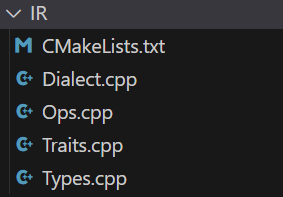 IR
CMakeLists.txt
Dialect.cpp
Ops.cpp
Traits.cpp
Types.cpp